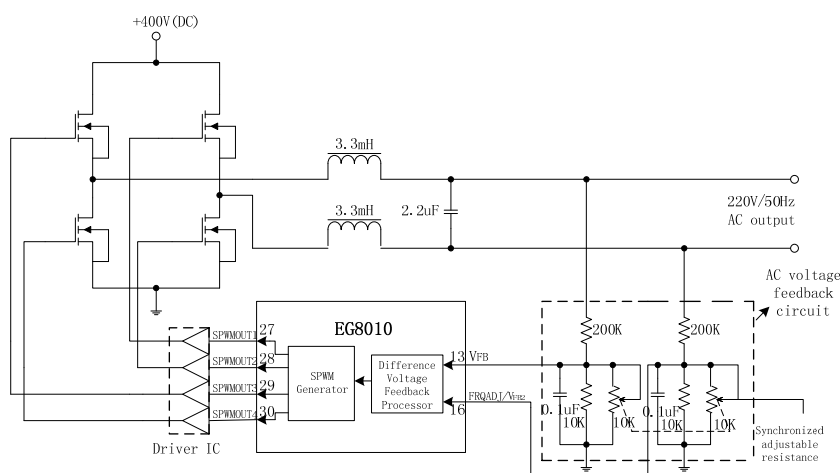 +400V(DC)
3.3mH
3.3mH
2.2uF
220V/50Hz
AC output
AC voltage
feedback
circuit
EG8010
SPWMOUT1 27
SPWMOUT2 28
SPWMOUT3 29
SPWMOUT4 30
SPWM
Generator
Difference
Voltage
Feedback
Processor
13 VFB
16 FRQADJ/VFB2
200K
200K
0.1uF
10K
10K
0.1uF
10K
10K
Driver IC
Synchronized
adjustable
resistance